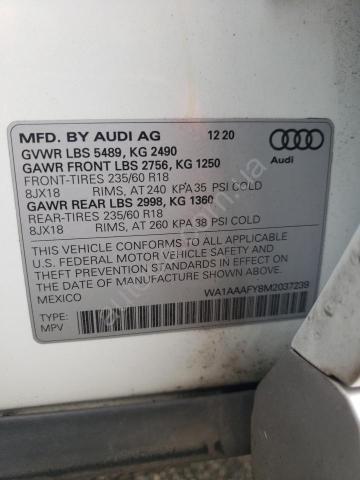 MFD. BY AUDI AG 12 20
GVWR LBS 5489, KG 2490
GAWR FRONT LBS 2756, KG 1250
FRONT-TIRES 235/60 R18
8JX18 RIMS, AT 240 KPA 35 PSI COLD
GAWR REAR LBS 2998, KG 1360
REAR-TIRES 235/60 R18
8JX18 RIMS, AT 260 KPA 38 PSI COLD
Audi
THIS VEHICLE CONFORMS TO ALL APPLICABLE
U.S. FEDERAL MOTOR VEHICLE SAFETY AND
THEFT PREVENTION STANDARDS IN EFFECT ON
THE DATE OF MANUFACTURE SHOWN ABOVE.
MEXICO
WA1AAAFY8M2037239
TYPE:
MPV